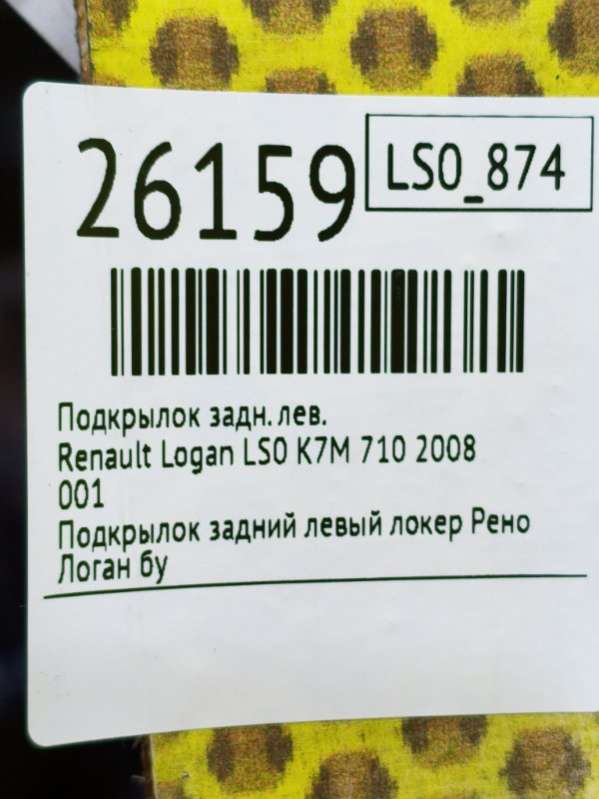 26159
LS0_874
Подкрылок задн. лев.
Renault Logan LS0 K7M 710 2008
001
Подкрылок задний левый локер Рено
Логан бу